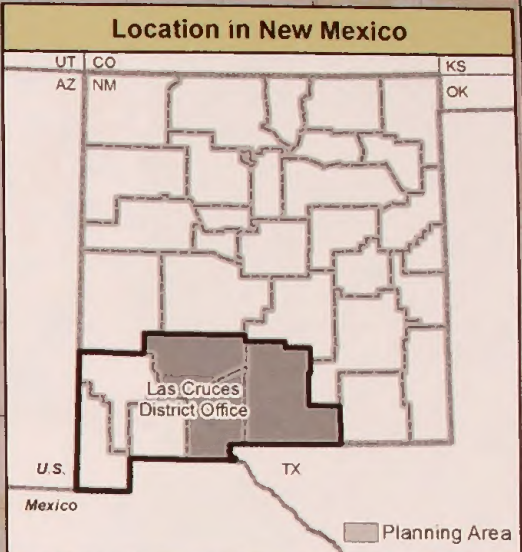 Location in New Mexico
UT CO KS
AZ NM OK
Las Cruces
District Office
U.S. TX
Mexico
Planning Area